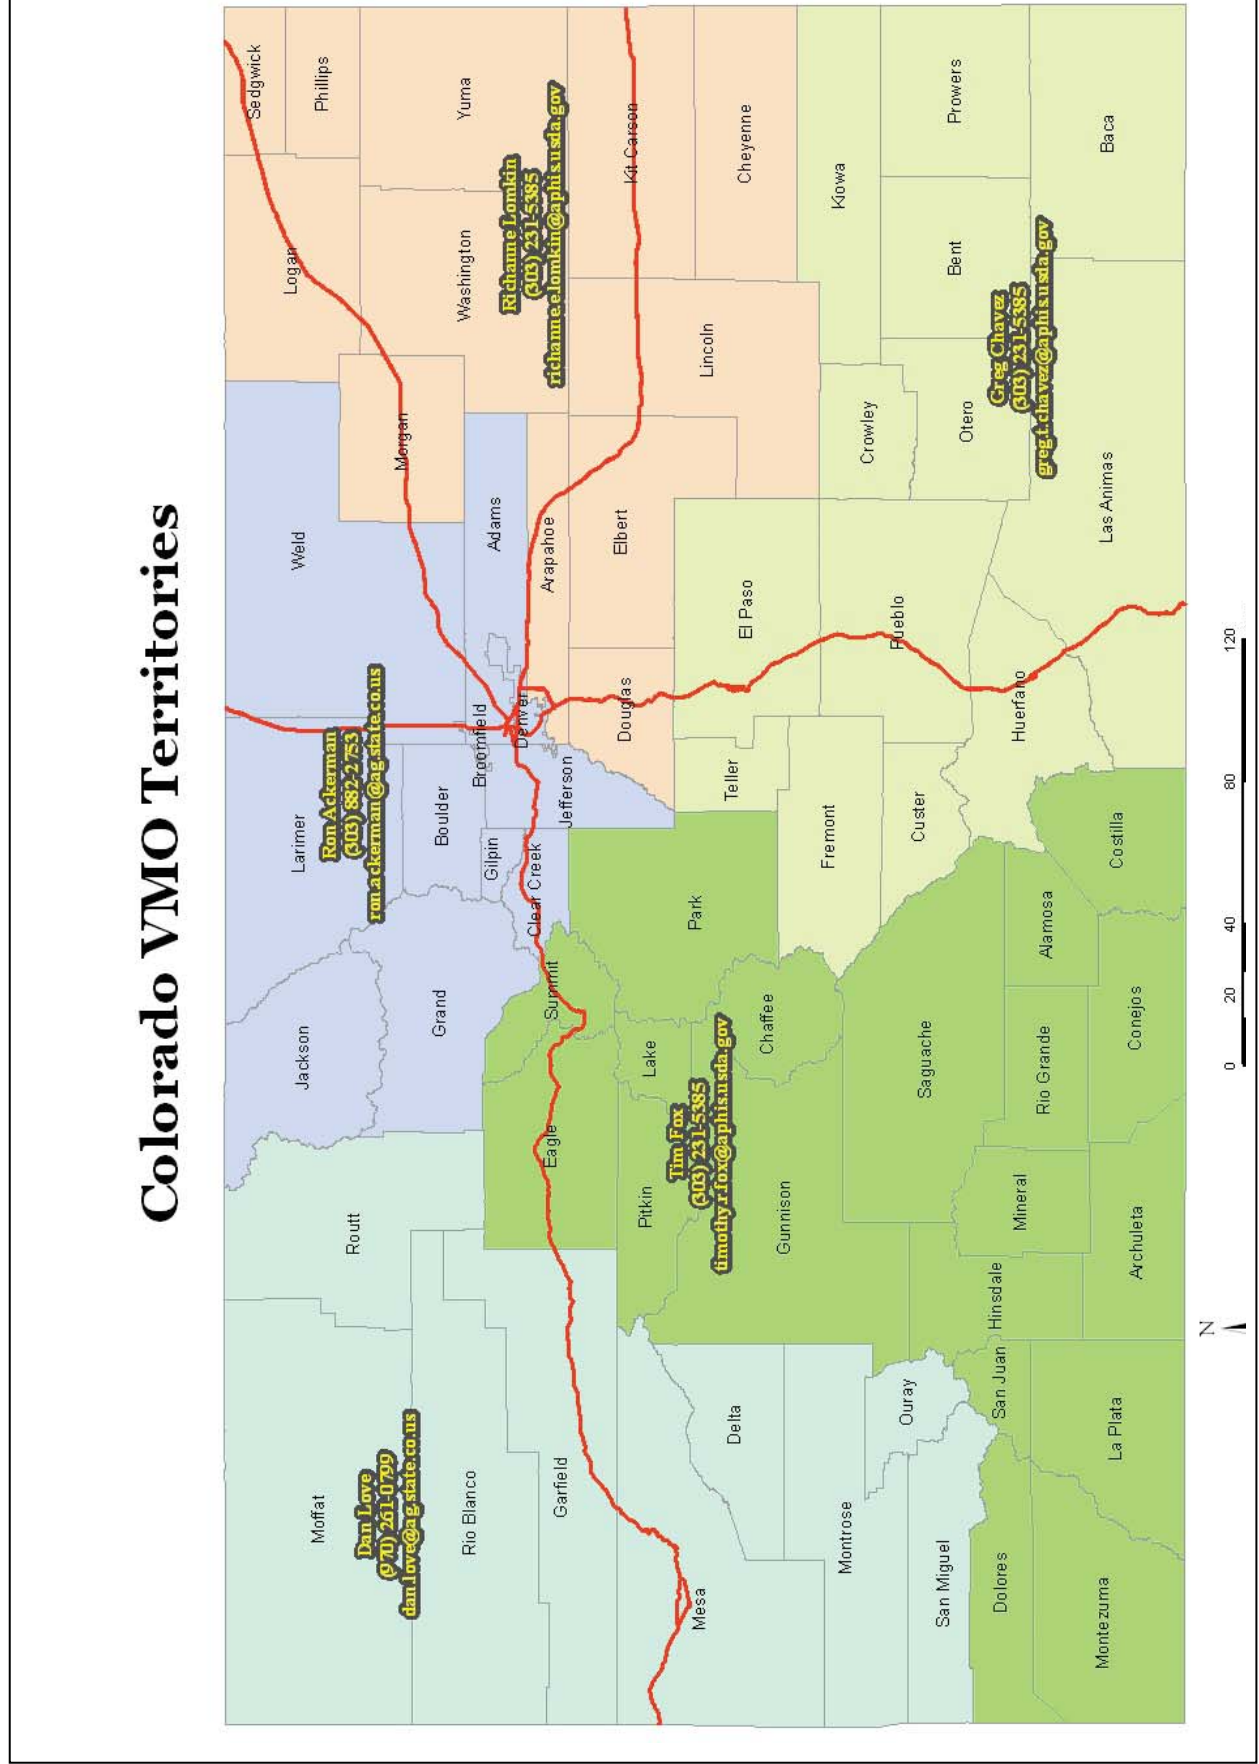 Colorado VMO Territories
Moffat
Routt
Jackson
Larimer
Weld
Logan
Sedgwick
Phillips
Dan Love
(970) 261-0799
dan.love@ag.state.co.us
Ron Ackerman
(303) 882-2753
ron.ackerman@ag.state.co.us
Rio Blanco
Grand
Boulder
Morgan
Washington
Yuma
Gilpin
Broomfield
Adams
Richanne Lomkin
(303) 231-5385
richanne.e.lomkin@aphis.usda.gov
Garfield
Eagle
Summit
Clear Creek
Jefferson
Denver
Arapahoe
Kit Carson
Mesa
Pitkin
Lake
Park
Douglas
Elbert
Lincoln
Cheyenne
Tim Fox
(303) 231-5385
timothy.r.fox@aphis.usda.gov
Delta
Gunnison
Chaffee
Teller
El Paso
Fremont
Kiowa
Crowley
Montrose
Ouray
Saguache
Custer
Pueblo
Otero
Bent
Prowers
San Miguel
Greg Chavez
(303) 231-5385
greg.t.chavez@aphis.usda.gov
Dolores
San Juan
Hinsdale
Mineral
Rio Grande
Alamosa
Huerfano
Montezuma
La Plata
Archuleta
Conejos
Costilla
Las Animas
Baca
N
0
20
40
80
120